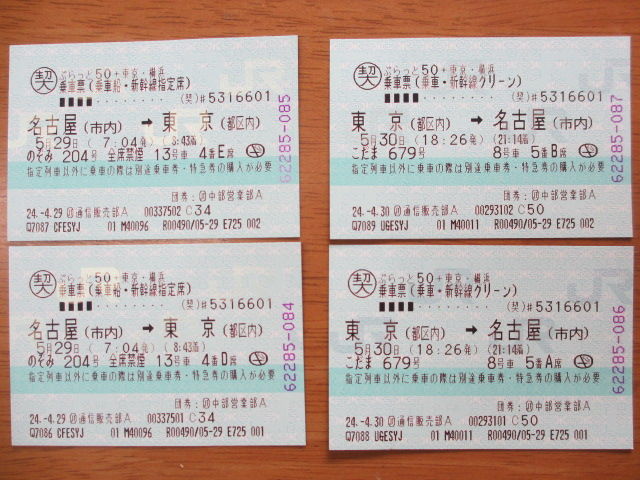 契 ぷらっと50+東京・横浜
乗車票(乗車船・新幹線指定席)
(契)#5316601
名古屋(市内) → 東京(都区内)
5月29日(7:04発) (8:43着)
のぞみ204号 全席禁煙 13号車 4番E席
指定列車以外に乗車の際は別途乗車券・特急券の購入が必要
団券:中部営業部A
24.-4.29 通信販売部A 00337502 C34
Q7087 CFESYJ 01 M40096 R00490/05-29 E725 002
62285-085
契 ぷらっと50+東京・横浜
乗車票(乗車・新幹線グリーン)
(契)#5316601
東京(都区内) → 名古屋(市内)
5月30日(18:26発) (21:14着)
こだま679号 8号車 5番B席
指定列車以外に乗車の際は別途乗車券・特急券の購入が必要
団券:中部営業部A
24.-4.30 通信販売部A 00293102 C50
Q7089 UGESYJ 01 M40011 R00490/05-29 E725 002
62285-087
契 ぷらっと50+東京・横浜
乗車票(乗車船・新幹線指定席)
(契)#5316601
名古屋(市内) → 東京(都区内)
5月29日(7:04発) (8:43着)
のぞみ204号 全席禁煙 13号車 4番D席
指定列車以外に乗車の際は別途乗車券・特急券の購入が必要
団券:中部営業部A
24.-4.29 通信販売部A 00337501 C34
Q7086 CFESYJ 01 M40096 R00490/05-29 E725 001
62285-084
契 ぷらっと50+東京・横浜
乗車票(乗車・新幹線グリーン)
(契)#5316601
東京(都区内) → 名古屋(市内)
5月30日(18:26発) (21:14着)
こだま679号 8号車 5番A席
指定列車以外に乗車の際は別途乗車券・特急券の購入が必要
団券:中部営業部A
24.-4.30 通信販売部A 00293101 C50
Q7088 UGESYJ 01 M40011 R00490/05-29 E725 001
62285-086